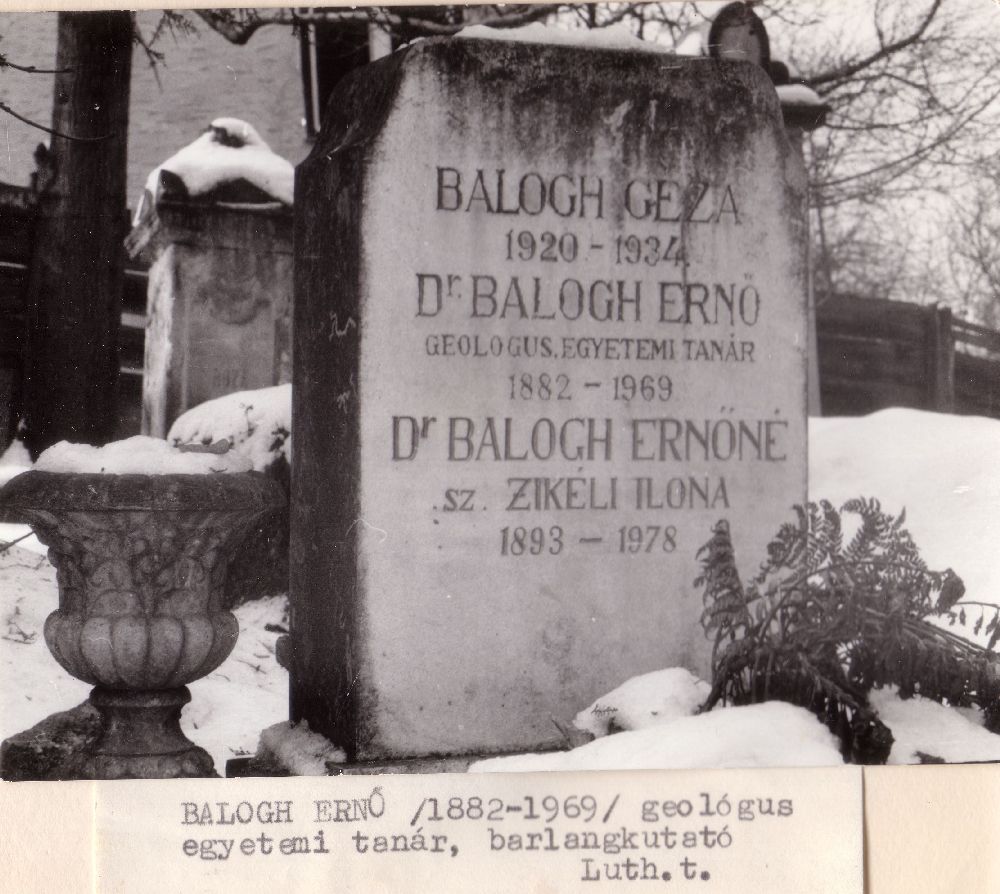 BALOGH GÉZA
1920 - 1934
Dr. BALOGH ERNŐ
GEOLOGUS, EGYETEMI TANÁR
1882 - 1969
Dr BALOGH ERNŐNÉ
sz. ZIKÉLI ILONA
1893 - 1978
BALOGH ERNŐ /1882-1969/ geológus
egyetemi tanár, barlangkutató
Luth.t.